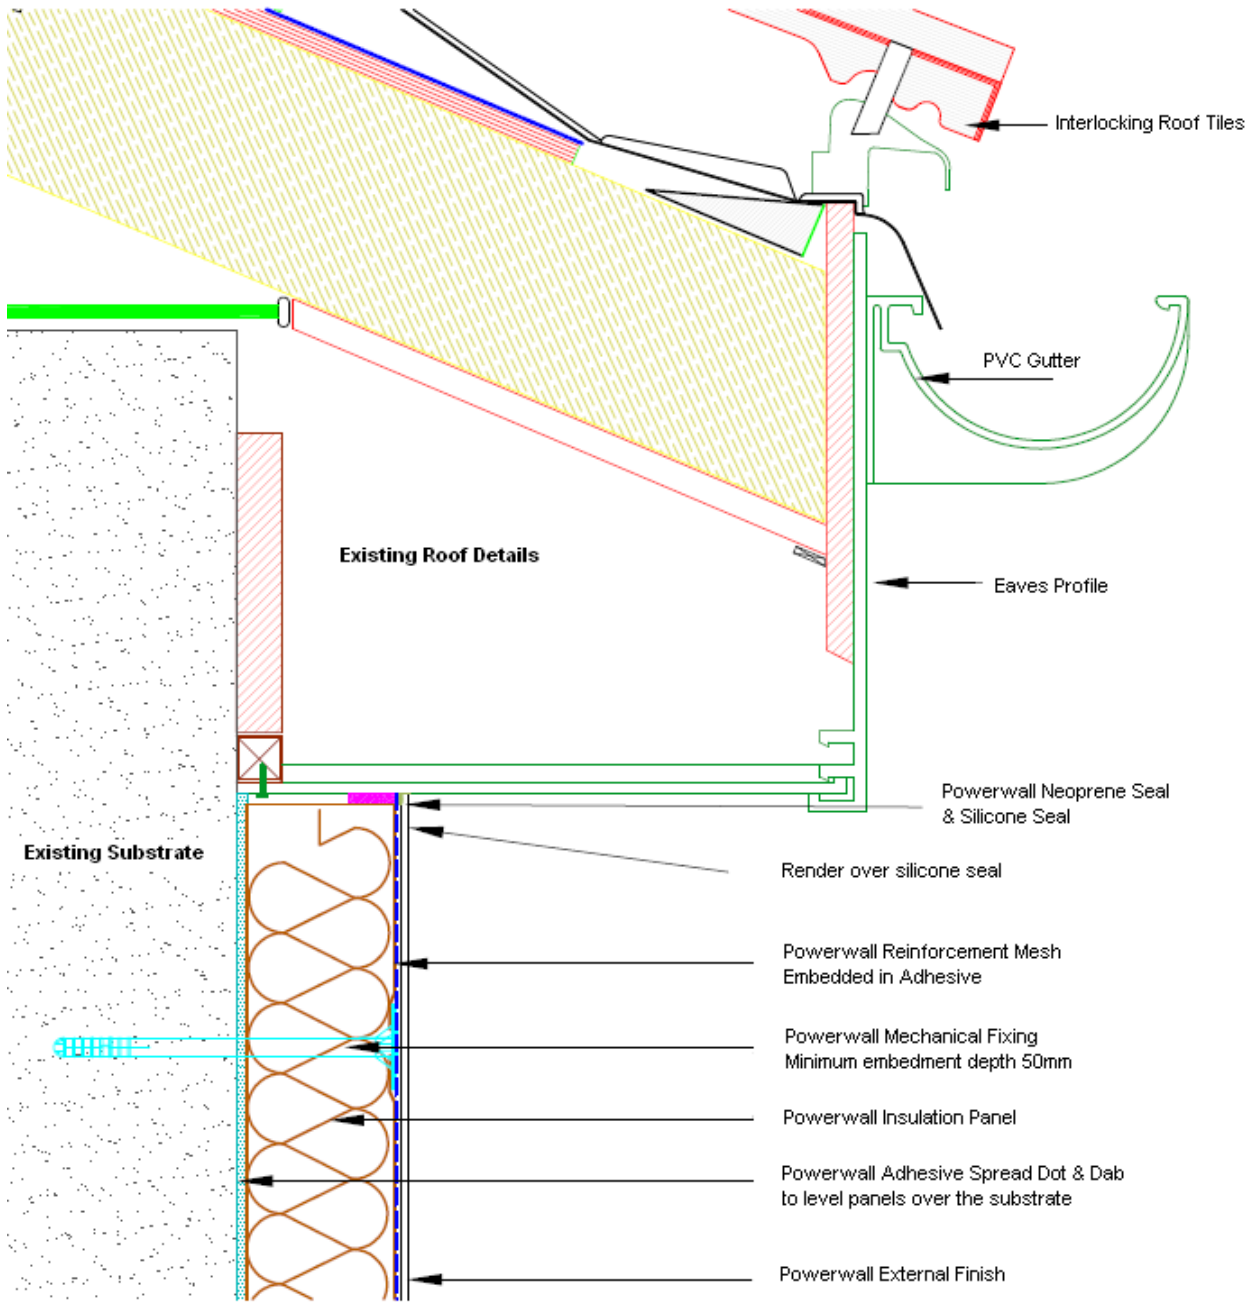 Interlocking Roof Tiles
PVC Gutter
Existing Roof Details
Eaves Profile
Powerwall Neoprene Seal
& Silicone Seal
Existing Substrate
Render over silicone seal
Powerwall Reinforcement Mesh
Embedded in Adhesive
Powerwall Mechanical Fixing
Minimum embedment depth 50mm
Powerwall Insulation Panel
Powerwall Adhesive Spread Dot & Dab
to level panels over the substrate
Powerwall External Finish